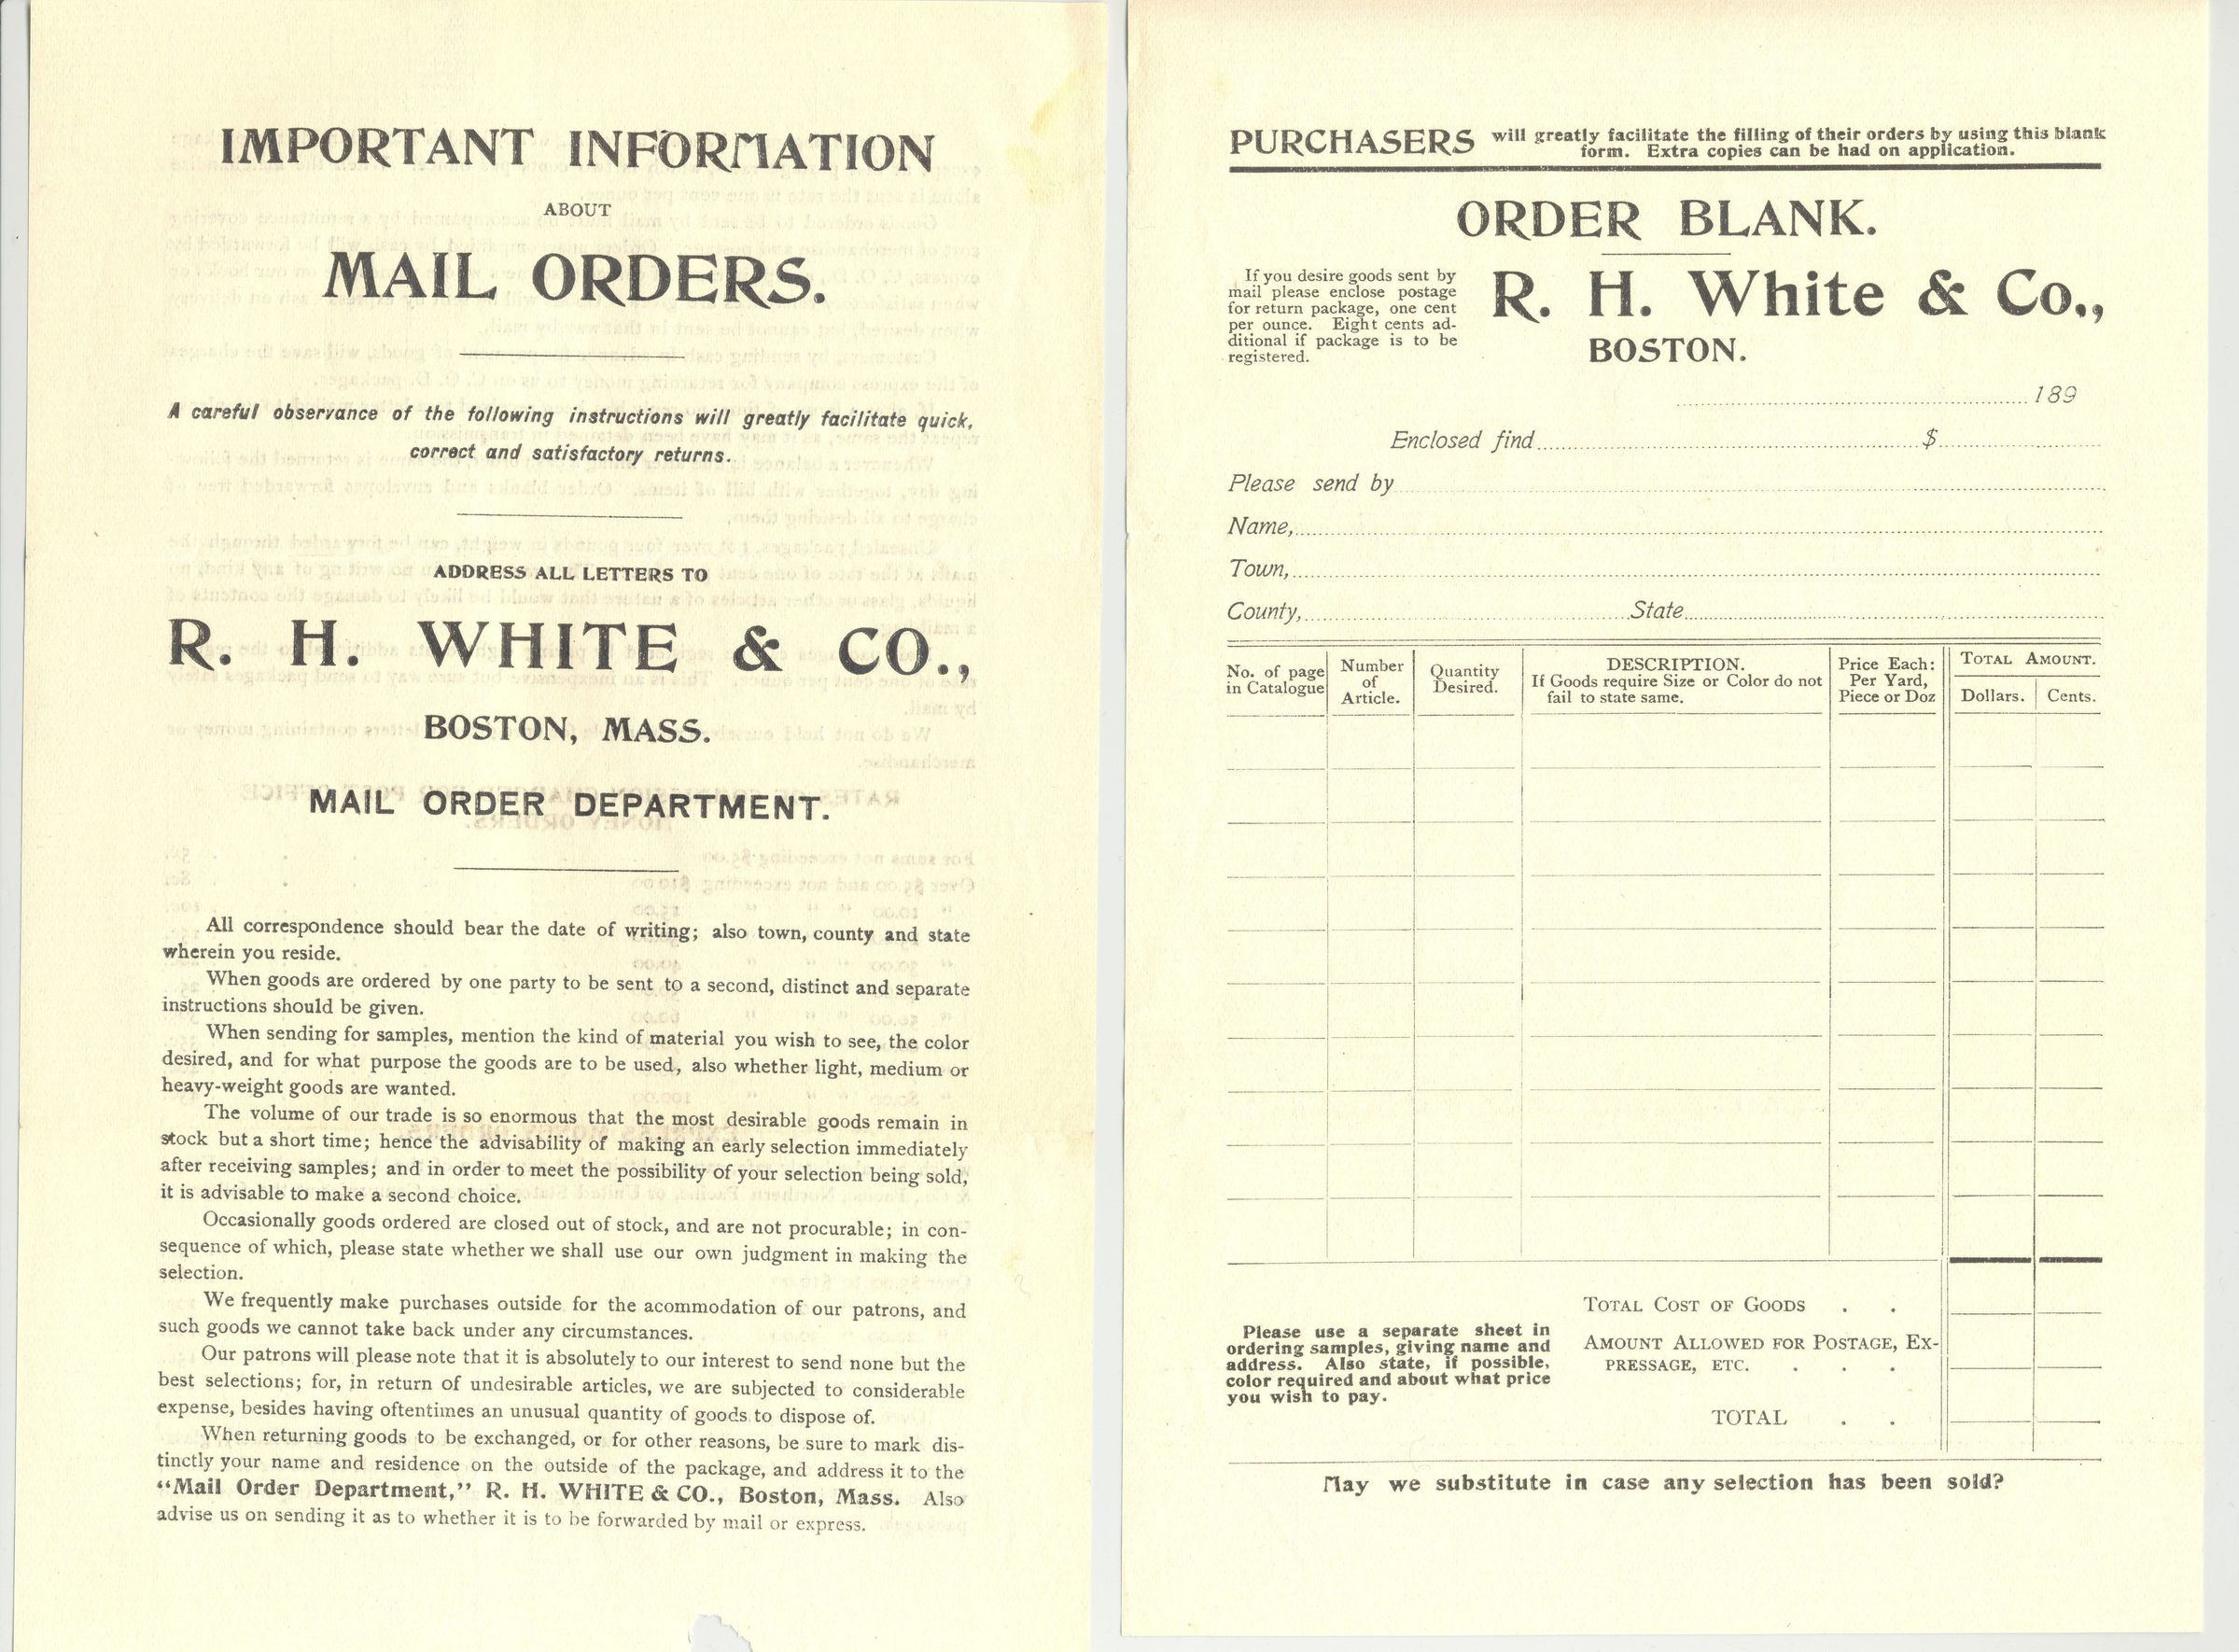 IMPORTANT INFORMATION
ABOUT
MAIL ORDERS.
A careful observance of the following instructions will greatly facilitate quick,
correct and satisfactory returns.
ADDRESS ALL LETTERS TO
R. H. WHITE & CO.,
BOSTON, MASS.
MAIL ORDER DEPARTMENT.
All correspondence should bear the date of writing; also town, county and state
wherein you reside.
When goods are ordered by one party to be sent to a second, distinct and separate
instructions should be given.
When sending for samples, mention the kind of material you wish to see, the color
desired, and for what purpose the goods are to be used, also whether light, medium or
heavy-weight goods are wanted.
The volume of our trade is so enormous that the most desirable goods remain in
stock but a short time; hence the advisability of making an early selection immediately
after receiving samples; and in order to meet the possibility of your selection being sold,
it is advisable to make a second choice.
Occasionally goods ordered are closed out of stock, and are not procurable; in con-
sequence of which, please state whether we shall use our own judgment in making the
selection.
We frequently make purchases outside for the acommodation of our patrons, and
such goods we cannot take back under any circumstances.
Our patrons will please note that it is absolutely to our interest to send none but the
best selections; for, in return of undesirable articles, we are subjected to considerable
expense, besides having oftentimes an unusual quantity of goods to dispose of.
When returning goods to be exchanged, or for other reasons, be sure to mark dis-
tinctly your name and residence on the outside of the package, and address it to the
"Mail Order Department," R. H. WHITE & CO., Boston, Mass. Also
advise us on sending it as to whether it is to be forwarded by mail or express.
PURCHASERS will greatly facilitate the filling of their orders by using this blank
form. Extra copies can be had on application.
ORDER BLANK.
If you desire goods sent by
mail please enclose postage
for return package, one cent
per ounce. Eight cents ad-
ditional if package is to be
registered.
R. H. White & Co.,
BOSTON.
189
Enclosed find $
Please send by
Name,
Town,
County, State
No. of page
in Catalogue
Number
of
Article.
Quantity
Desired.
DESCRIPTION.
If Goods require Size or Color do not
fail to state same.
Price Each:
Per Yard,
Piece or Doz
TOTAL AMOUNT.
Dollars. Cents.
Please use a separate sheet in
ordering samples, giving name and
address. Also state, if possible,
color required and about what price
you wish to pay.
TOTAL COST OF GOODS . .
AMOUNT ALLOWED FOR POSTAGE, EX-
PRESSAGE, ETC. . . .
TOTAL . .
May we substitute in case any selection has been sold?